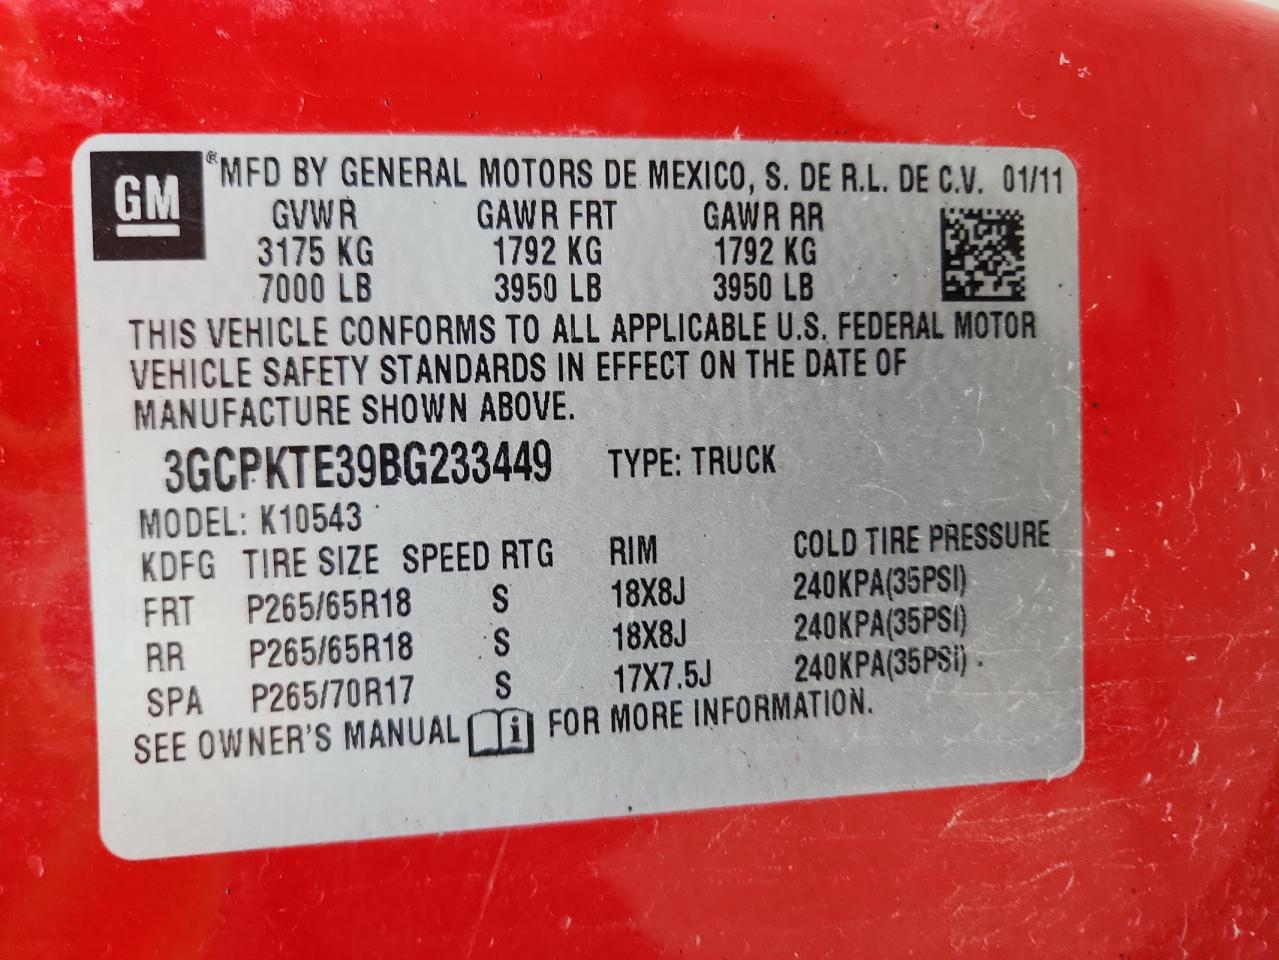 GM ® MFD BY GENERAL MOTORS DE MEXICO, S. DE R.L. DE C.V. 01/11
GVWR GAWR FRT GAWR RR
3175 KG 1792 KG 1792 KG
7000 LB 3950 LB 3950 LB
THIS VEHICLE CONFORMS TO ALL APPLICABLE U.S. FEDERAL MOTOR
VEHICLE SAFETY STANDARDS IN EFFECT ON THE DATE OF
MANUFACTURE SHOWN ABOVE.
3GCPKTE39BG233449 TYPE: TRUCK
MODEL: K10543
KDFG TIRE SIZE SPEED RTG RIM COLD TIRE PRESSURE
FRT P265/65R18 S 18X8J 240KPA(35PSI)
RR P265/65R18 S 18X8J 240KPA(35PSI)
SPA P265/70R17 S 17X7.5J 240KPA(35PSI)
SEE OWNER'S MANUAL i FOR MORE INFORMATION.